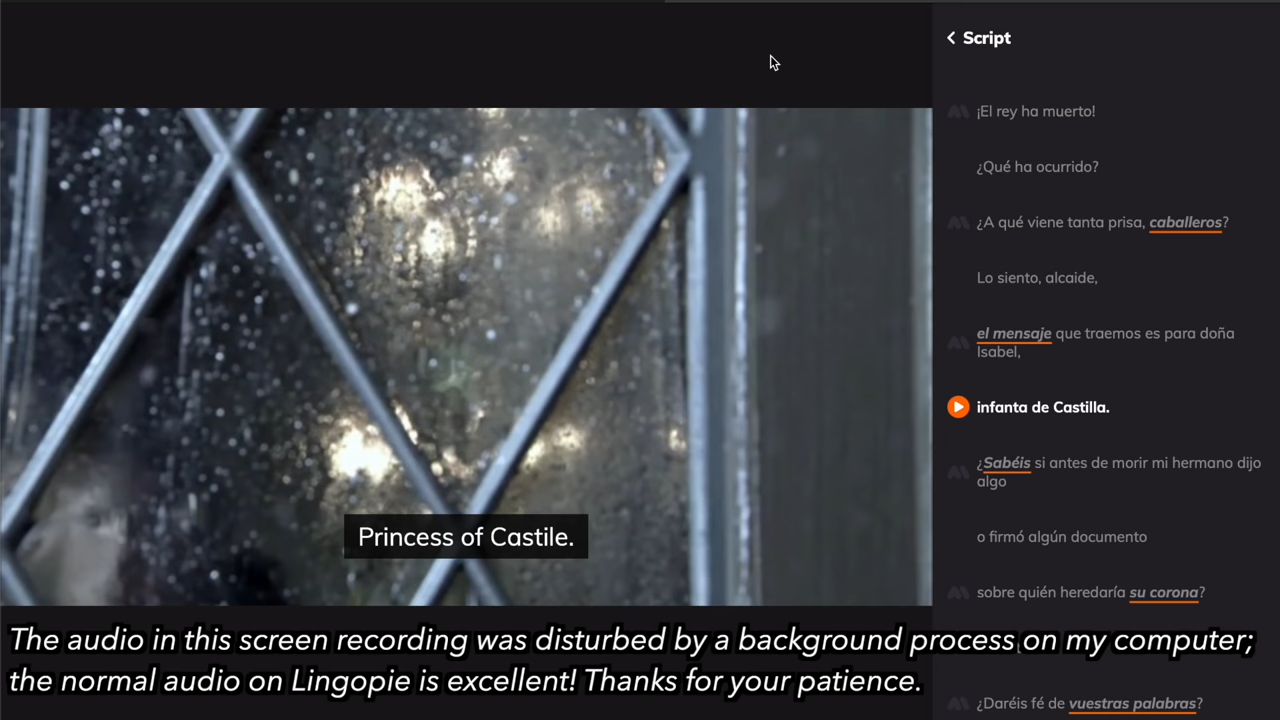 Script
¡El rey ha muerto!
¿Qué ha ocurrido?
¿A qué viene tanta prisa, caballeros?
Lo siento, alcaide,
el mensaje que traemos es para doña
Isabel,
infanta de Castilla.
¿Sabéis si antes de morir mi hermano dijo
algo
o firmó algún documento
sobre quién heredaría su corona?
¿Daréis fé de vuestras palabras?
Princess of Castile.
The audio in this screen recording was disturbed by a background process on my computer;
the normal audio on Lingopie is excellent! Thanks for your patience.